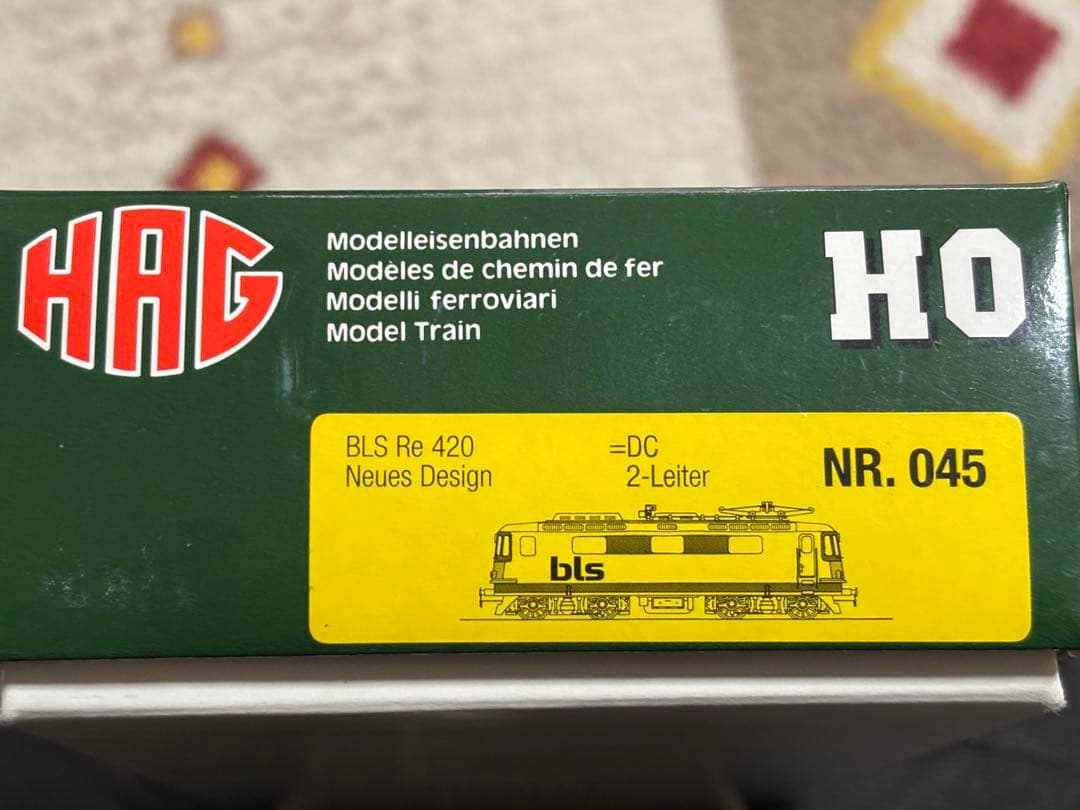 HAG
Modelleisenbahnen
Modèles de chemin de fer
Modelli ferroviari
Model Train
HO
BLS Re 420
Neues Design
=DC
2-Leiter
NR. 045
bls